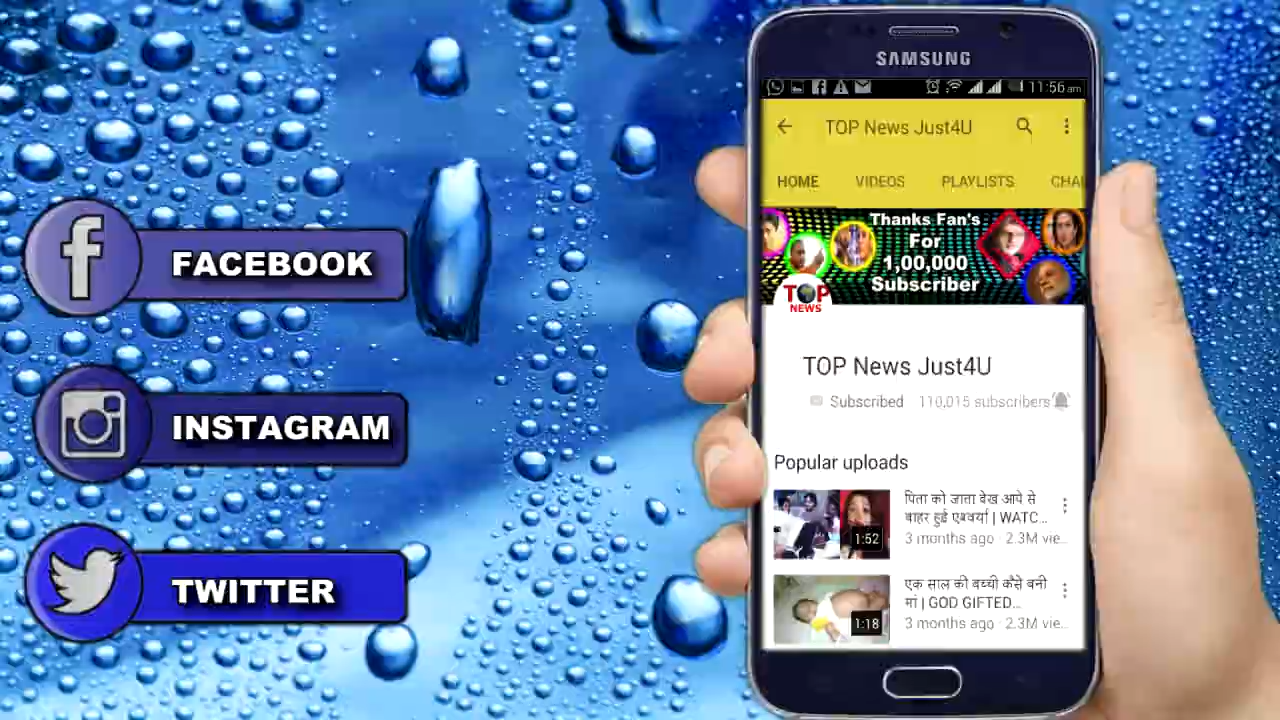 FACEBOOK
INSTAGRAM
TWITTER
SAMSUNG
11:56 am
TOP News Just4U
HOME VIDEOS PLAYLISTS CHA
Thanks Fan's
For
1,00,000
Subscriber
TOP
NEWS
TOP News Just4U
Subscribed 110,015 subscribers
Popular uploads
पिता को जाता देख आपे से
बाहर हुई | WATC...
3 months ago · 2.3M vie..
1:52
एक साल की बच्ची कैसे बनी
मां | GOD GIFTED...
3 months ago · 2.3M vie..
1:18